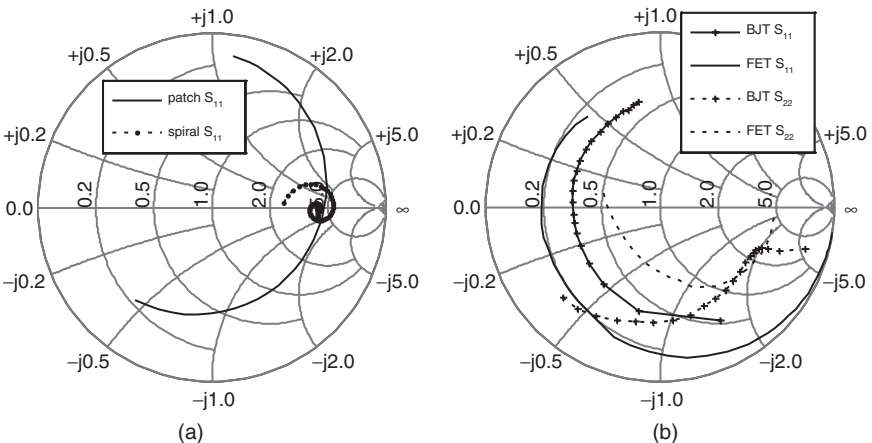 +j1.0
+j0.5
+j2.0
patch S11
spiral S11
+j0.2
+j5.0
0.0
0.2
0.5
1.0
2.0
∞
−j0.2
−j5.0
−j0.5
−j2.0
−j1.0
(a)
+j1.0
+j0.5
BJT S11
FET S11
BJT S22
FET S22
+j0.2
+j5.0
0.0
0.2
0.5
1.0
2.0
5.0
∞
−j0.2
−j5.0
−j0.5
−j2.0
−j1.0
(b)